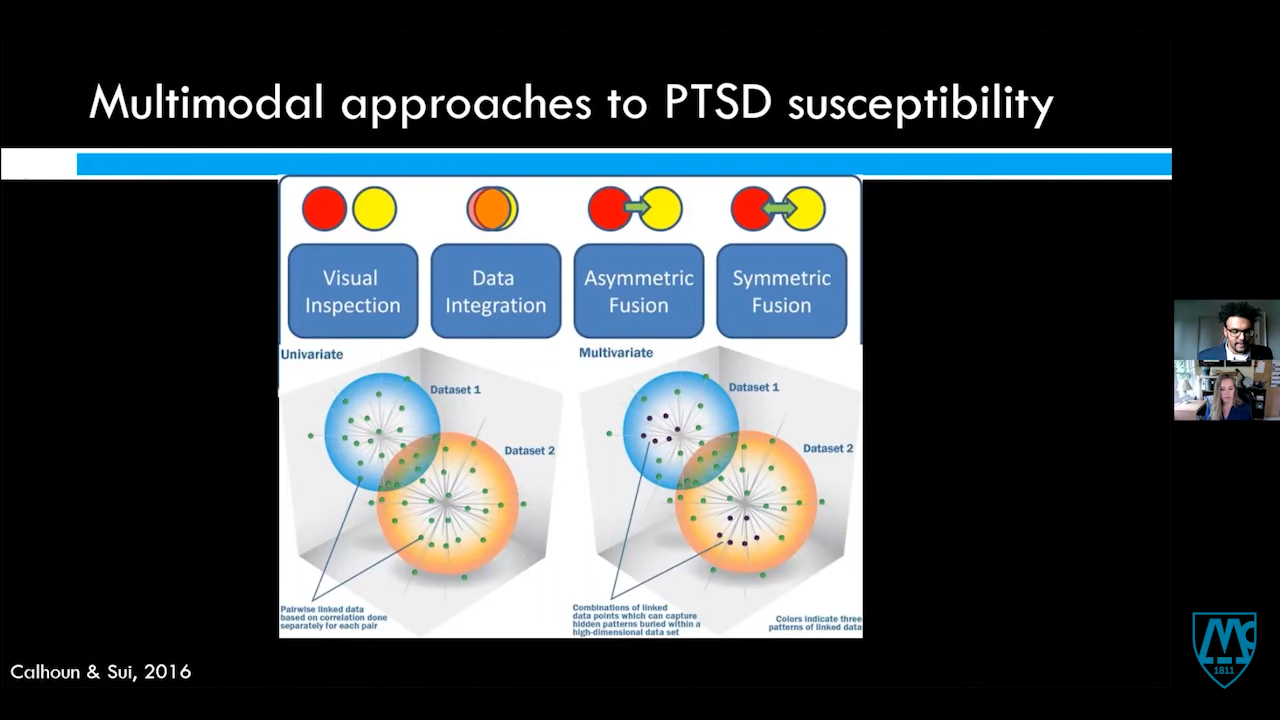 Multimodal approaches to PTSD susceptibility
Visual
Inspection
Data
Integration
Asymmetric
Fusion
Symmetric
Fusion
Univariate
Dataset 1
Dataset 2
Pairwise linked data
based on correlation done
separately for each pair
Multivariate
Dataset 1
Dataset 2
Combinations of linked
data points which can capture
hidden patterns buried within a
high-dimensional data set
Colors indicate three
patterns of linked data
Calhoun & Sui, 2016
1811